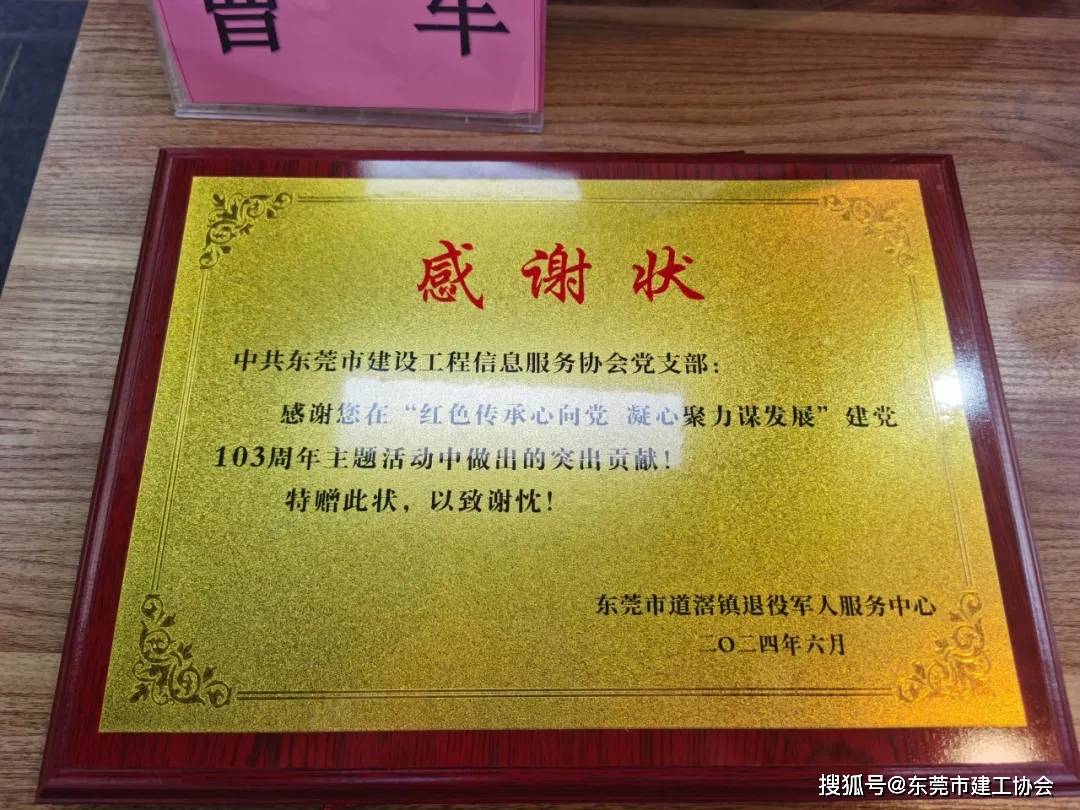 感谢状
中共东莞市建设工程信息服务协会党支部：
感谢您在“红色传承心向党 凝心聚力谋发展”建党
103周年主题活动中做出的突出贡献！
特赠此状，以致谢忱！
东莞市道滘镇退役军人服务中心
二〇二四年六月
搜狐号@东莞市建工协会